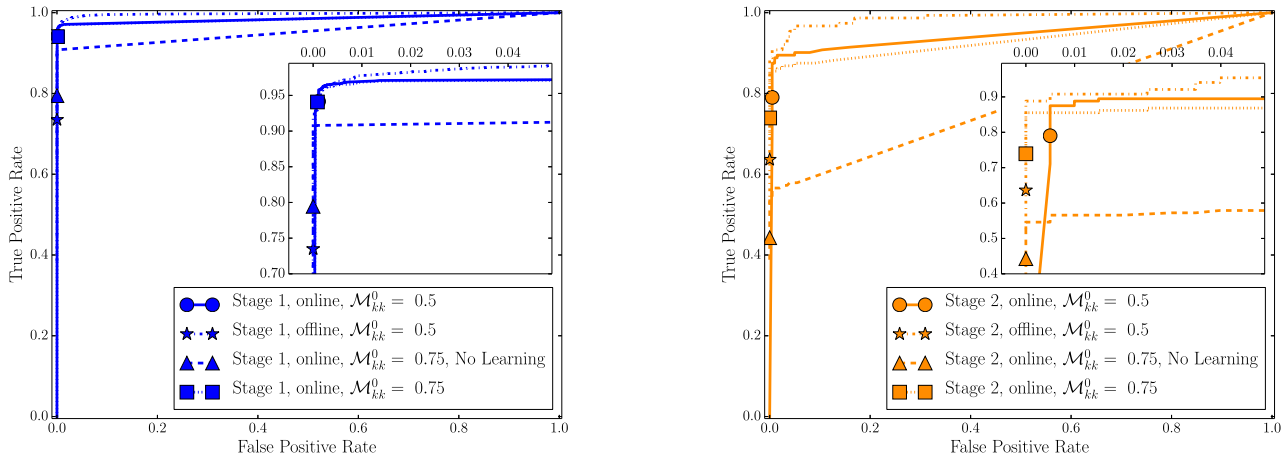 1.0
0.8
0.6
0.4
0.2
0.0
True Positive Rate
0.0 0.2 0.4 0.6 0.8 1.0
False Positive Rate
0.00 0.01 0.02 0.03 0.04
0.95
0.90
0.85
0.80
0.75
0.70
Stage 1, online, $\mathcal{M}^0_{kk} =$ 0.5
Stage 1, offline, $\mathcal{M}^0_{kk} =$ 0.5
Stage 1, online, $\mathcal{M}^0_{kk} =$ 0.75, No Learning
Stage 1, online, $\mathcal{M}^0_{kk} =$ 0.75
1.0
0.8
0.6
0.4
0.2
0.0
True Positive Rate
0.0 0.2 0.4 0.6 0.8 1.0
False Positive Rate
0.00 0.01 0.02 0.03 0.04
0.9
0.8
0.7
0.6
0.5
0.4
Stage 2, online, $\mathcal{M}^0_{kk} =$ 0.5
Stage 2, offline, $\mathcal{M}^0_{kk} =$ 0.5
Stage 2, online, $\mathcal{M}^0_{kk} =$ 0.75, No Learning
Stage 2, online, $\mathcal{M}^0_{kk} =$ 0.75